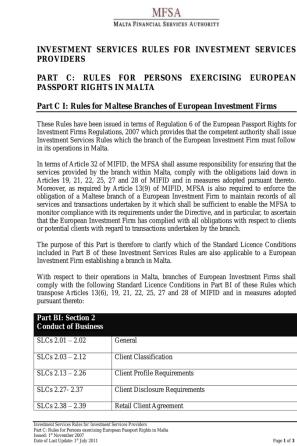 MFSA
MALTA FINANCIAL SERVICES AUTHORITY
INVESTMENT SERVICES RULES FOR INVESTMENT SERVICES
PROVIDERS
PART C: RULES FOR PERSONS EXERCISING EUROPEAN
PASSPORT RIGHTS IN MALTA
Part C I: Rules for Maltese Branches of European Investment Firms
These Rules have been issued in terms of Regulation 6 of the European Passport Rights for
Investment Firms Regulations, 2007 which provides that the competent authority shall issue
Investment Services Rules which the branch of the European Investment Firm must follow
in its operations in Malta.
In terms of Article 32 of MIFID, the MFSA shall assume responsibility for ensuring that the
services provided by the branch within Malta, comply with the obligations laid down in
Articles 19, 21, 22, 25, 27 and 28 of MIFID and in measures adopted pursuant thereto.
Moreover, as required by Article 13(9) of MIFID, MFSA is also required to enforce the
obligation of a Maltese branch of a European Investment Firm to maintain records of all
services and transactions undertaken by it which shall be sufficient to enable the MFSA to
monitor compliance with its requirements under the Directive, and in particular, to ascertain
that the European Investment Firm has complied with all obligations with respect to clients
or potential clients with regard to transactions undertaken by the branch.
The purpose of this Part is therefore to clarify which of the Standard Licence Conditions
included in Part B of these Investment Services Rules are also applicable to a European
Investment Firm establishing a branch in Malta.
With respect to their operations in Malta, branches of European Investment Firms shall
comply with the following Standard Licence Conditions in Part BI of these Rules which
transpose Articles 13(6), 19, 21, 22, 25, 27 and 28 of MIFID and in measures adopted
pursuant thereto:
Part BI: Section 2
Conduct of Business
SLCs 2.01 – 2.02 General
SLCs 2.03 – 2.12 Client Classification
SLCs 2.13 – 2.26 Client Profile Requirements
SLCs 2.27- 2.37 Client Disclosure Requirements
SLCs 2.38 – 2.39 Retail Client Agreement
Investment Services Rules for Investment Services Providers
Part C: Rules for Persons exercising European Passport Rights in Malta
Issued: 1st November 2007
Date of Last Update: 1st July 2011 Page 1 of 3